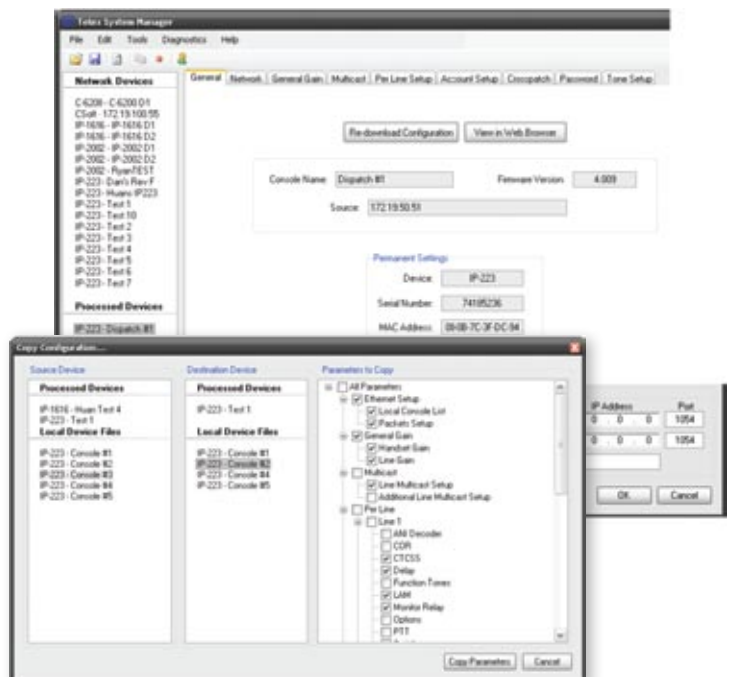 Telex System Manager
File Edit Tools Diagnostics Help
Network Devices
General Network General Gain Multicast Per Line Setup Account Setup Crosspatch Password Tone Setup
C-6200 - C-6200 D1
CSoft - 172.19.100.55
IP-1616 - IP-1616 D1
IP-1616 - IP-1616 D2
IP-2002 - IP-2002 D1
IP-2002 - IP-2002 D2
IP-2002 - RyanTEST
IP-223 - Dan's Rev F
IP-223 - Huans IP223
IP-223 - Test 1
IP-223 - Test 10
IP-223 - Test 2
IP-223 - Test 3
IP-223 - Test 4
IP-223 - Test 5
IP-223 - Test 6
IP-223 - Test 7
Processed Devices
IP-223 - Dispatch #1
Re-download Configuration View in Web Browser
Console Name: Dispatch #1 Firmware Version: 4.009
Source: 172.19.50.51
Permanent Settings
Device: IP-223
Serial Number: 74185236
MAC Address: 08-0B-7C-3F-DC-94
Copy Configuration...
Source Device
Processed Devices
IP-1616 - Huan Test 4
IP-223 - Test 1
Local Device Files
IP-223 - Console #1
IP-223 - Console #2
IP-223 - Console #3
IP-223 - Console #4
IP-223 - Console #5
Destination Device
Processed Devices
IP-223 - Test 1
Local Device Files
IP-223 - Console #1
IP-223 - Console #2
IP-223 - Console #4
IP-223 - Console #5
Parameters to Copy
All Parameters
Ethernet Setup
Local Console List
Packets Setup
General Gain
Handset Gain
Line Gain
Multicast
Line Multicast Setup
Additional Line Multicast Setup
Per Line
Line 1
ANI Decoder
COR
CTCSS
Delay
Function Tones
LAM
Monitor Relay
Options
PTT
Copy Parameters Cancel
IP Address Port
0 . 0 . 0 1054
0 . 0 . 0 1054
OK Cancel